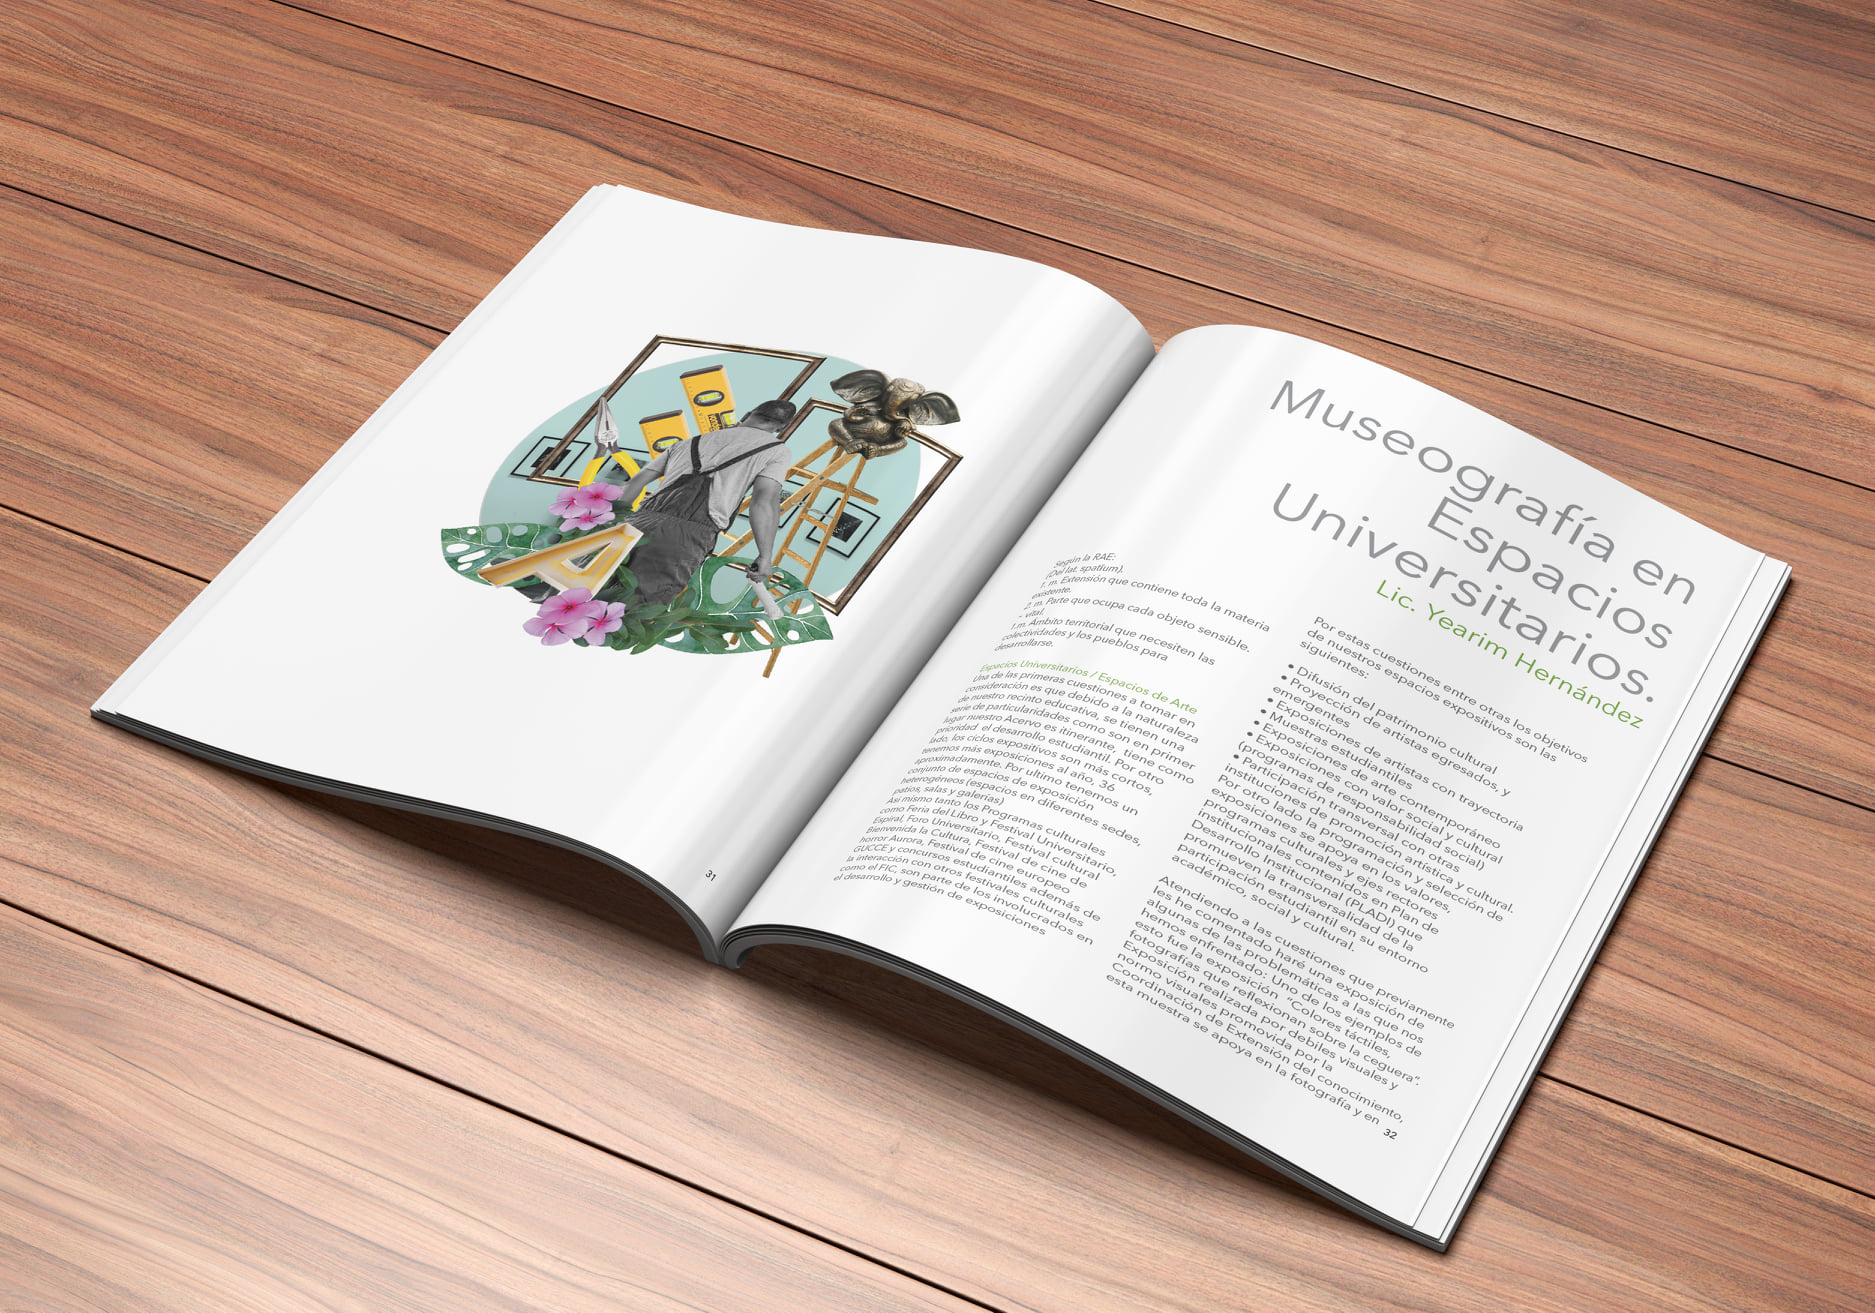 Museografía en
Espacios
Universitarios.
Lic. Yearim Hernández
Según la RAE:
(Del lat. spatĭum).
1. m. Extensión que contiene toda la materia
existente.
2. m. Parte que ocupa cada objeto sensible.
~ vital.
1.m. Ámbito territorial que necesiten las
colectividades y los pueblos para
desarrollarse.
Espacios Universitarios / Espacios de Arte
Una de las primeras cuestiones a tomar en
consideración es que debido a la naturaleza
de nuestro recinto educativa, se tienen una
serie de particularidades como son en primer
lugar nuestro Acervo es itinerante, tiene como
prioridad el desarrollo estudiantil. Por otro
lado, los ciclos expositivos son más cortos,
tenemos más exposiciones al año, 36
aproximadamente. Por ultimo tenemos un
conjunto de espacios de exposición
heterogéneos (espacios en diferentes sedes,
patios, salas y galerías)
Así mismo tanto los Programas culturales
como Feria del Libro y Festival Universitario,
Espiral, Foro Universitario, Festival cultural
Bienvenida la Cultura, Festival de cine de
horror Aurora, Festival de cine europeo
GUCCE y concursos estudiantiles además de
la interacción con otros festivales culturales
como el FIC, son parte de los involucrados en
el desarrollo y gestión de exposiciones
Por estas cuestiones entre otras los objetivos
de nuestros espacios expositivos son las
siguientes:
• Difusión del patrimonio cultural
• Proyección de artistas egresados, y
emergentes
• Exposiciones de artistas con trayectoria
• Muestras estudiantiles
• Exposiciones de arte contemporáneo
(programas con valor social y cultural
• Participación transversal con otras
instituciones de promoción artística y cultural.
Por otro lado la programación y selección de
exposiciones se apoya en los valores,
programas culturales y ejes rectores
institucionales contenidos en Plan de
Desarrollo Institucional (PLADI) que
promueven la transversalidad de la
participación estudiantil en su entorno
académico, social y cultural.
Atendiendo a las cuestiones que previamente
les he comentado haré una exposición de
algunas de las problemáticas a las que nos
hemos enfrentado: Uno de los ejemplos de
esto fue la exposición "Colores táctiles,
fotografías que reflexionan sobre la ceguera".
Exposición realizada por debiles visuales y
normo visuales promovida por la
Coordinación de Extensión del conocimiento,
esta muestra se apoya en la fotografía y en
31
32
A